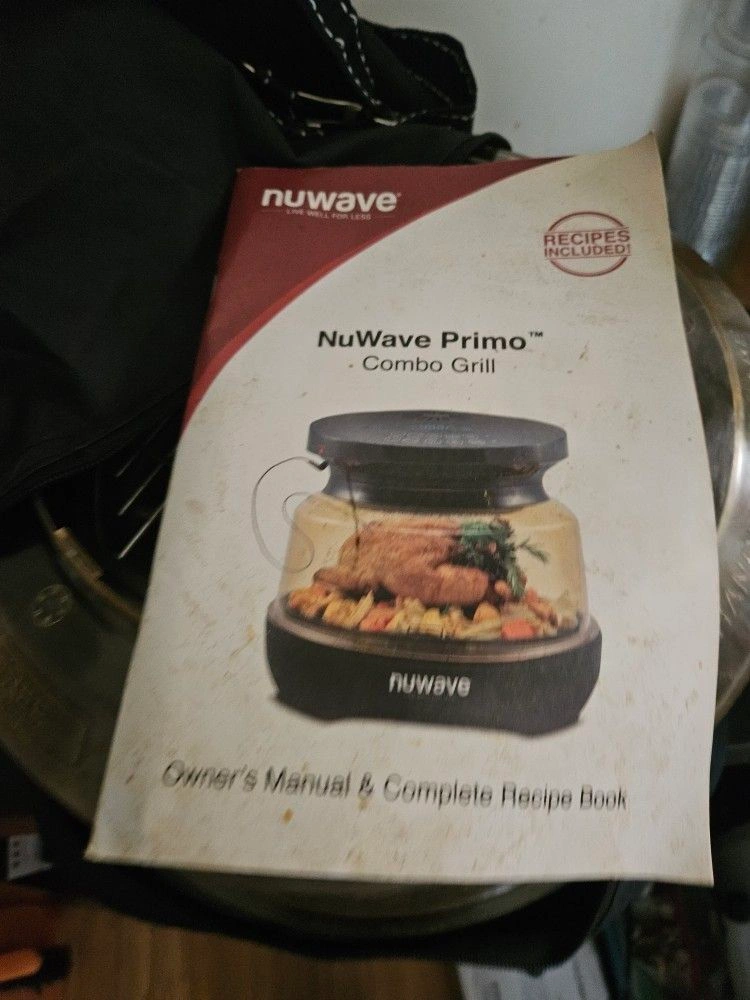 nuwave®
LIVE WELL FOR LESS
RECIPES
INCLUDED!
NuWave Primo™
Combo Grill
nuwave
Owner's Manual & Complete Recipe Book